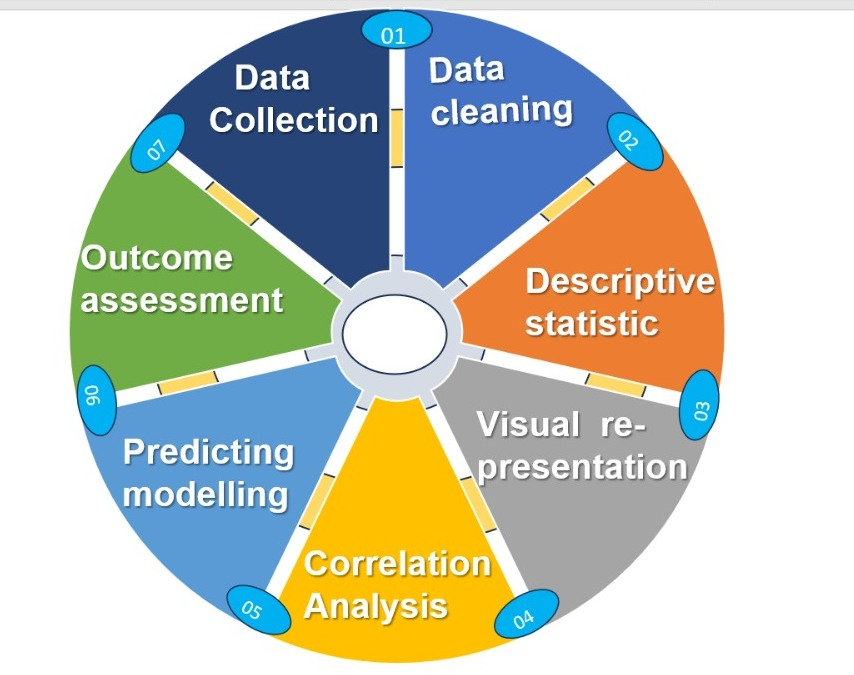 01
Data
Collection
Data
cleaning
02
Descriptive
statistic
03
Visual re-
presentation
04
Correlation
Analysis
05
Predicting
modelling
06
Outcome
assessment
07